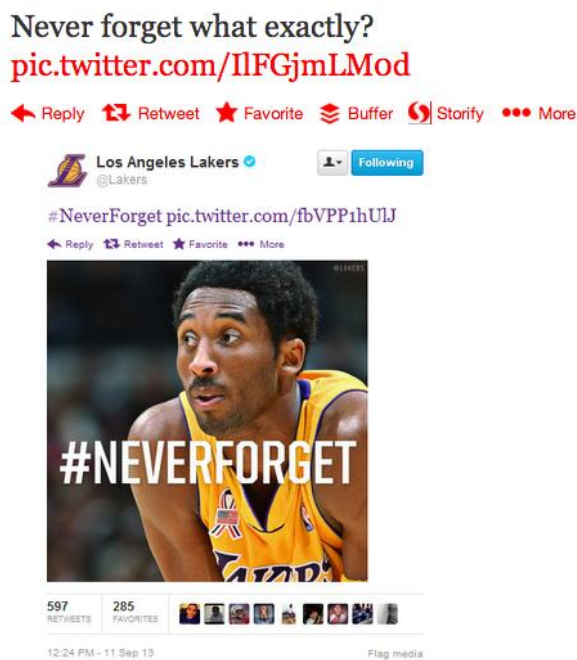 Never forget what exactly?
pic.twitter.com/IlFGjmLMod
Reply Retweet Favorite Buffer Storify More
Los Angeles Lakers
@Lakers
Following
#NeverForget pic.twitter.com/fbVPP1hUlJ
Reply Retweet Favorite More
@LAKERS
#NEVERFORGET
597 285
RETWEETS FAVORITES
12:24 PM - 11 Sep 13 Flag media